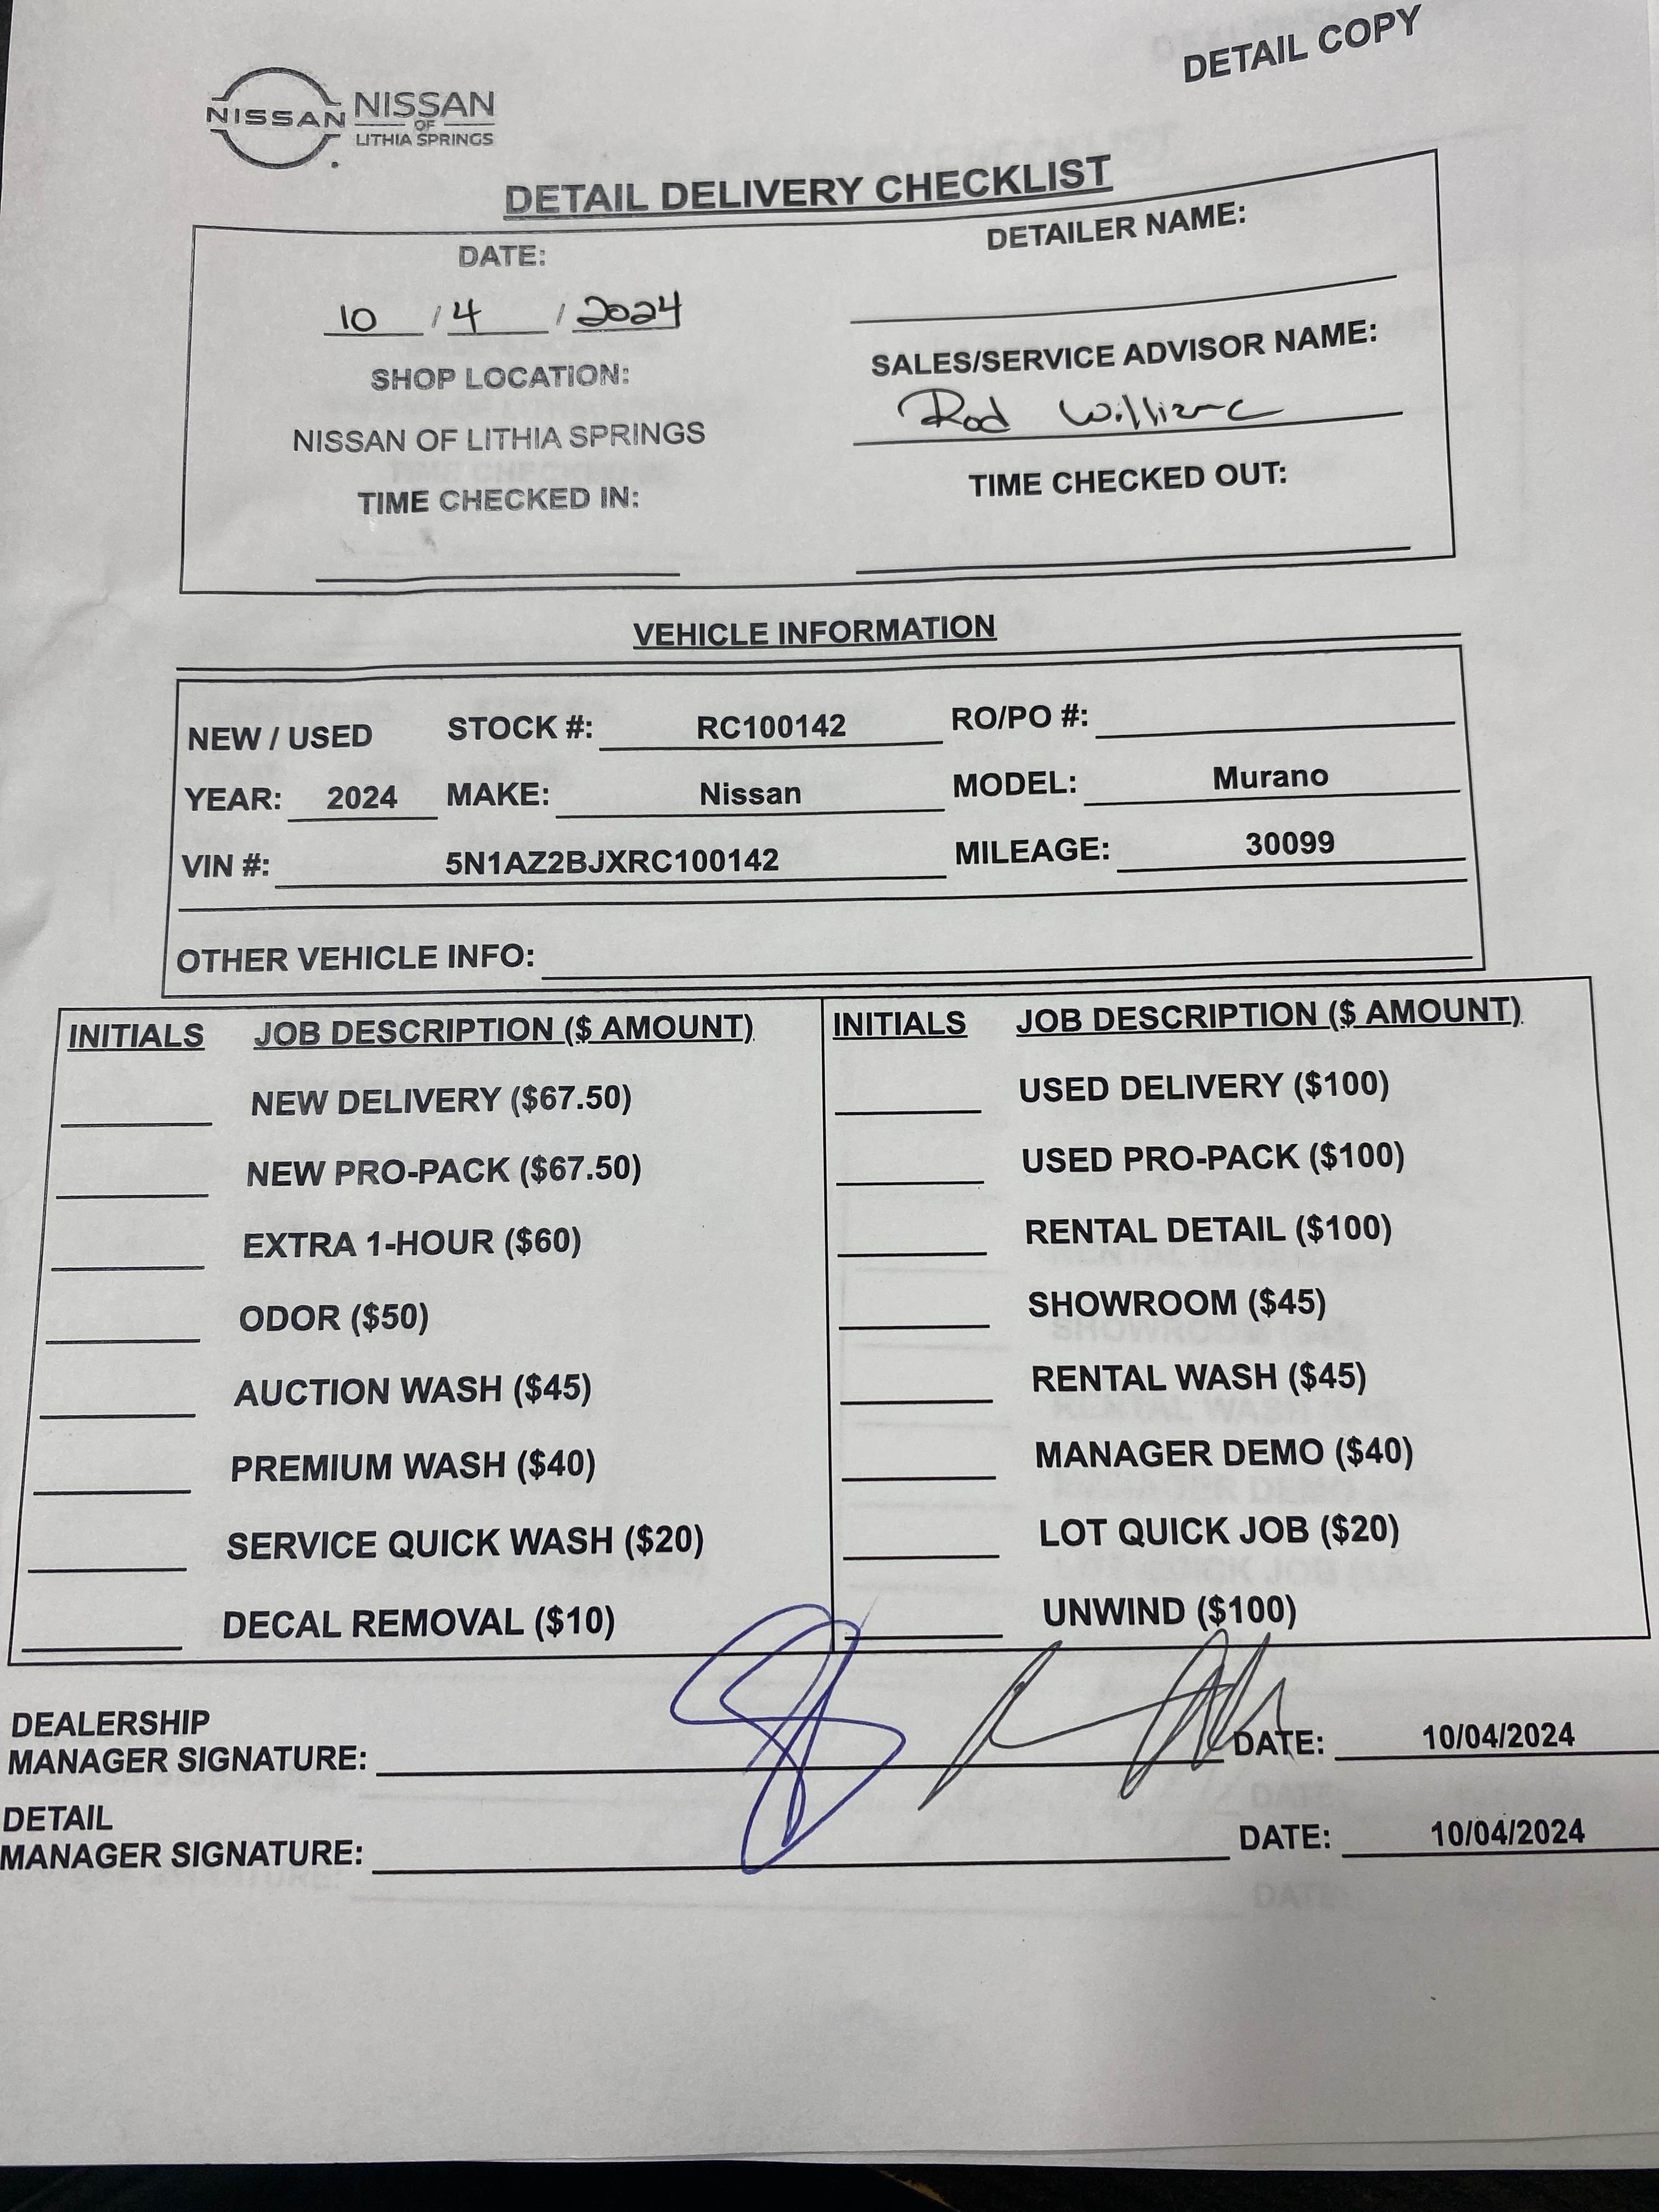 DETAIL COPY
NISSAN NISSAN
OF
LITHIA SPRINGS
DETAIL DELIVERY CHECKLIST
DATE:
10 / 4 / 2024
SHOP LOCATION:
NISSAN OF LITHIA SPRINGS
TIME CHECKED IN:
DETAILER NAME:
SALES/SERVICE ADVISOR NAME:
Rod
TIME CHECKED OUT:
VEHICLE INFORMATION
NEW / USED STOCK #: RC100142 RO/PO #:
YEAR: 2024 MAKE: Nissan MODEL: Murano
VIN #: 5N1AZ2BJXRC100142 MILEAGE: 30099
OTHER VEHICLE INFO:
INITIALS JOB DESCRIPTION ($ AMOUNT)
NEW DELIVERY ($67.50)
NEW PRO-PACK ($67.50)
EXTRA 1-HOUR ($60)
ODOR ($50)
AUCTION WASH ($45)
PREMIUM WASH ($40)
SERVICE QUICK WASH ($20)
DECAL REMOVAL ($10)
INITIALS JOB DESCRIPTION ($ AMOUNT)
USED DELIVERY ($100)
USED PRO-PACK ($100)
RENTAL DETAIL ($100)
SHOWROOM ($45)
RENTAL WASH ($45)
MANAGER DEMO ($40)
LOT QUICK JOB ($20)
UNWIND ($100)
DEALERSHIP
MANAGER SIGNATURE: DATE: 10/04/2024
DETAIL
MANAGER SIGNATURE: DATE: 10/04/2024